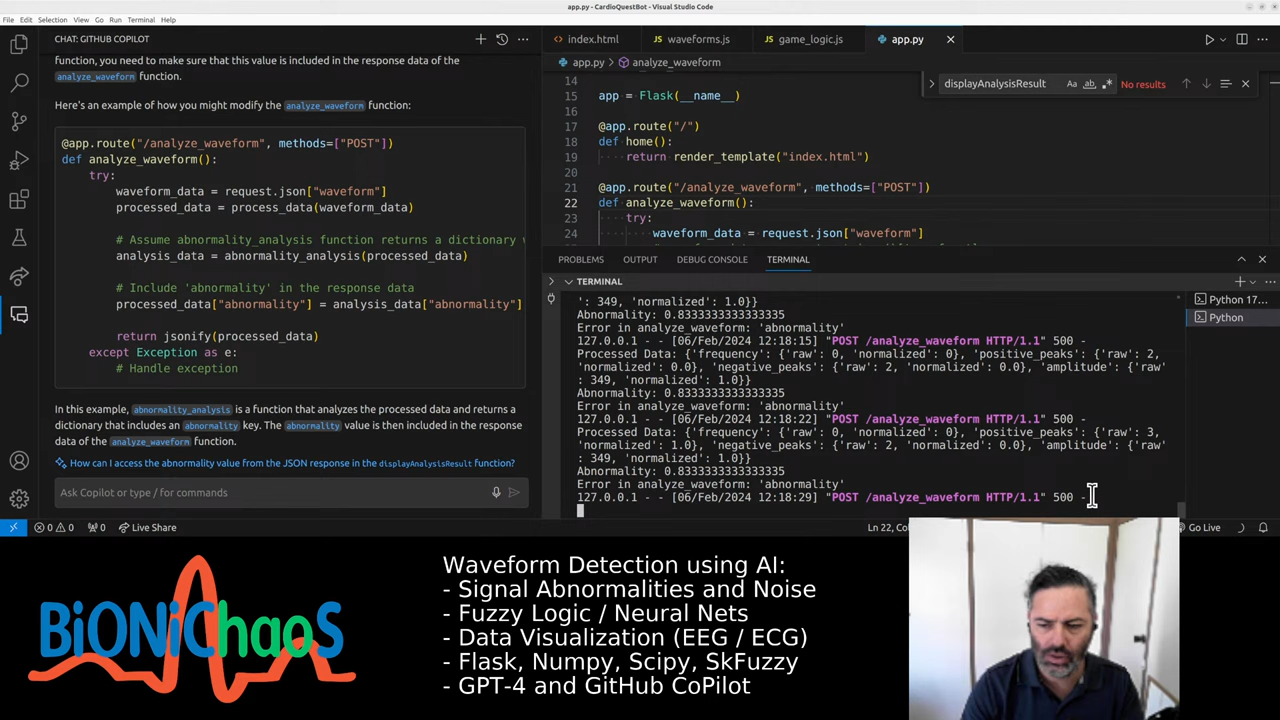 app.py - CardioQuestBot - Visual Studio Code
File Edit Selection View Go Run Terminal Help
CHAT: GITHUB COPILOT
function, you need to make sure that this value is included in the response data of the
analyze_waveform function.
Here's an example of how you might modify the analyze_waveform function:
@app.route("/analyze_waveform", methods=["POST"])
def analyze_waveform():
try:
waveform_data = request.json["waveform"]
processed_data = process_data(waveform_data)
# Assume abnormality_analysis function returns a dictionary
analysis_data = abnormality_analysis(processed_data)
# Include 'abnormality' in the response data
processed_data["abnormality"] = analysis_data["abnormality"]
return jsonify(processed_data)
except Exception as e:
# Handle exception
In this example, abnormality_analysis is a function that analyzes the processed data and returns a
dictionary that includes an abnormality key. The abnormality value is then included in the response
data of the analyze_waveform function.
How can I access the abnormality value from the JSON response in the displayAnalysisResult function?
Ask Copilot or type / for commands
index.html waveforms.js game_logic.js app.py
app.py > analyze_waveform
displayAnalysisResult Aa ab No results
14
15 app = Flask(__name__)
16
17 @app.route("/")
18 def home():
19 return render_template("index.html")
20
21 @app.route("/analyze_waveform", methods=["POST"])
22 def analyze_waveform():
23 try:
24 waveform_data = request.json["waveform"]
PROBLEMS OUTPUT DEBUG CONSOLE TERMINAL
TERMINAL
Python 17...
Python
': 349, 'normalized': 1.0}}
Abnormality: 0.8333333333333335
Error in analyze_waveform: 'abnormality'
127.0.0.1 - - [06/Feb/2024 12:18:15] "POST /analyze_waveform HTTP/1.1" 500 -
Processed Data: {'frequency': {'raw': 0, 'normalized': 0}, 'positive_peaks': {'raw': 2,
'normalized': 0.0}, 'negative_peaks': {'raw': 2, 'normalized': 0.0}, 'amplitude': {'raw'
: 349, 'normalized': 1.0}}
Abnormality: 0.8333333333333335
Error in analyze_waveform: 'abnormality'
127.0.0.1 - - [06/Feb/2024 12:18:22] "POST /analyze_waveform HTTP/1.1" 500 -
Processed Data: {'frequency': {'raw': 0, 'normalized': 0}, 'positive_peaks': {'raw': 3,
'normalized': 1.0}, 'negative_peaks': {'raw': 2, 'normalized': 0.0}, 'amplitude': {'raw'
: 349, 'normalized': 1.0}}
Abnormality: 0.8333333333333335
Error in analyze_waveform: 'abnormality'
127.0.0.1 - - [06/Feb/2024 12:18:29] "POST /analyze_waveform HTTP/1.1" 500 -
0 0 0 Live Share
Ln 22, Go Live
BiONiChaoS
Waveform Detection using AI:
- Signal Abnormalities and Noise
- Fuzzy Logic / Neural Nets
- Data Visualization (EEG / ECG)
- Flask, Numpy, Scipy, SkFuzzy
- GPT-4 and GitHub CoPilot